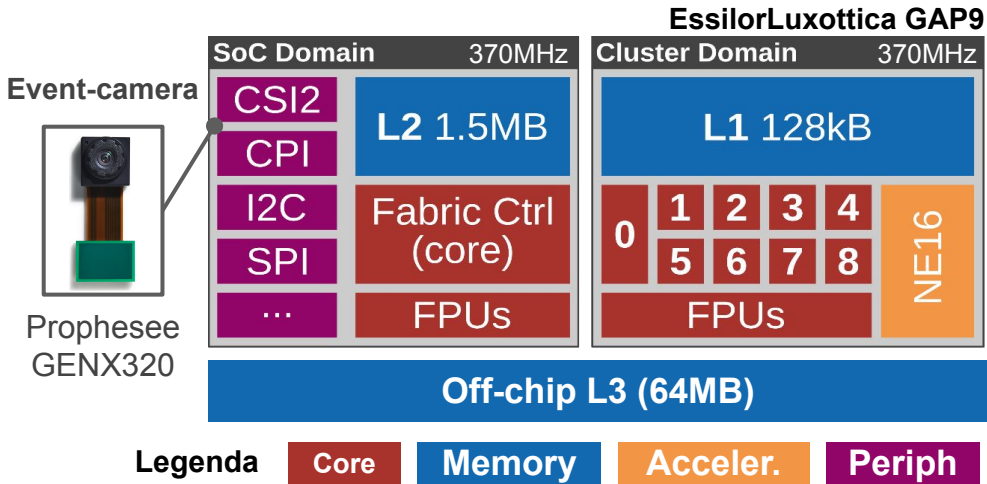 EssilorLuxottica GAP9
SoC Domain 370MHz
Cluster Domain 370MHz
Event-camera
CSI2
CPI
I2C
SPI
...
L2 1.5MB
Fabric Ctrl
(core)
FPUs
L1 128kB
0
1 2 3 4
5 6 7 8
FPUs
NE16
Prophesee
GENX320
Off-chip L3 (64MB)
Legenda Core Memory Acceler. Periph